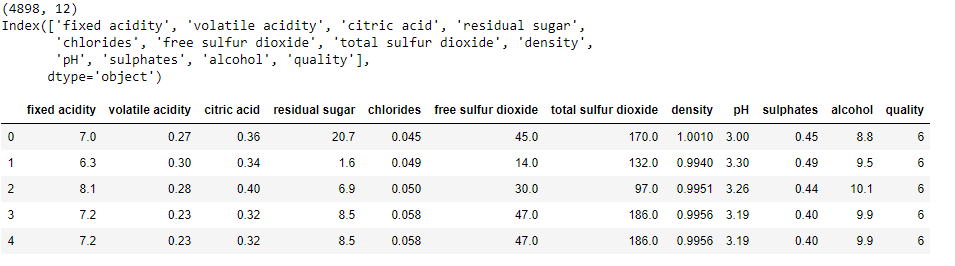 (4898, 12)
Index(['fixed acidity', 'volatile acidity', 'citric acid', 'residual sugar',
'chlorides', 'free sulfur dioxide', 'total sulfur dioxide', 'density',
'pH', 'sulphates', 'alcohol', 'quality'],
dtype='object')
fixed acidity volatile acidity citric acid residual sugar chlorides free sulfur dioxide total sulfur dioxide density pH sulphates alcohol quality
0 7.0 0.27 0.36 20.7 0.045 45.0 170.0 1.0010 3.00 0.45 8.8 6
1 6.3 0.30 0.34 1.6 0.049 14.0 132.0 0.9940 3.30 0.49 9.5 6
2 8.1 0.28 0.40 6.9 0.050 30.0 97.0 0.9951 3.26 0.44 10.1 6
3 7.2 0.23 0.32 8.5 0.058 47.0 186.0 0.9956 3.19 0.40 9.9 6
4 7.2 0.23 0.32 8.5 0.058 47.0 186.0 0.9956 3.19 0.40 9.9 6